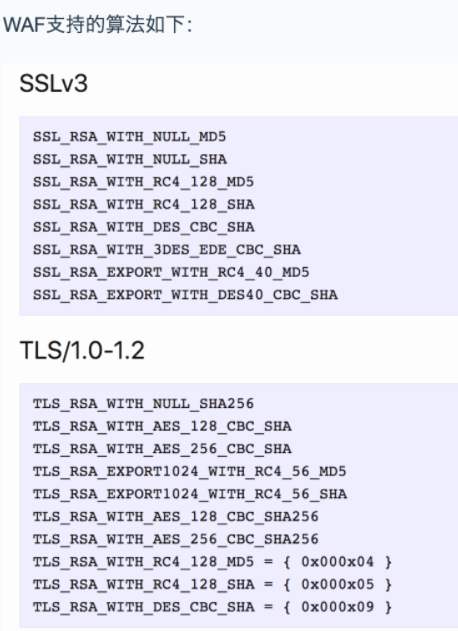 WAF支持的算法如下：
SSLv3
SSL_RSA_WITH_NULL_MD5
SSL_RSA_WITH_NULL_SHA
SSL_RSA_WITH_RC4_128_MD5
SSL_RSA_WITH_RC4_128_SHA
SSL_RSA_WITH_DES_CBC_SHA
SSL_RSA_WITH_3DES_EDE_CBC_SHA
SSL_RSA_EXPORT_WITH_RC4_40_MD5
SSL_RSA_EXPORT_WITH_DES40_CBC_SHA
TLS/1.0-1.2
TLS_RSA_WITH_NULL_SHA256
TLS_RSA_WITH_AES_128_CBC_SHA
TLS_RSA_WITH_AES_256_CBC_SHA
TLS_RSA_EXPORT1024_WITH_RC4_56_MD5
TLS_RSA_EXPORT1024_WITH_RC4_56_SHA
TLS_RSA_WITH_AES_128_CBC_SHA256
TLS_RSA_WITH_AES_256_CBC_SHA256
TLS_RSA_WITH_RC4_128_MD5 = { 0x000x04 }
TLS_RSA_WITH_RC4_128_SHA = { 0x000x05 }
TLS_RSA_WITH_DES_CBC_SHA = { 0x000x09 }